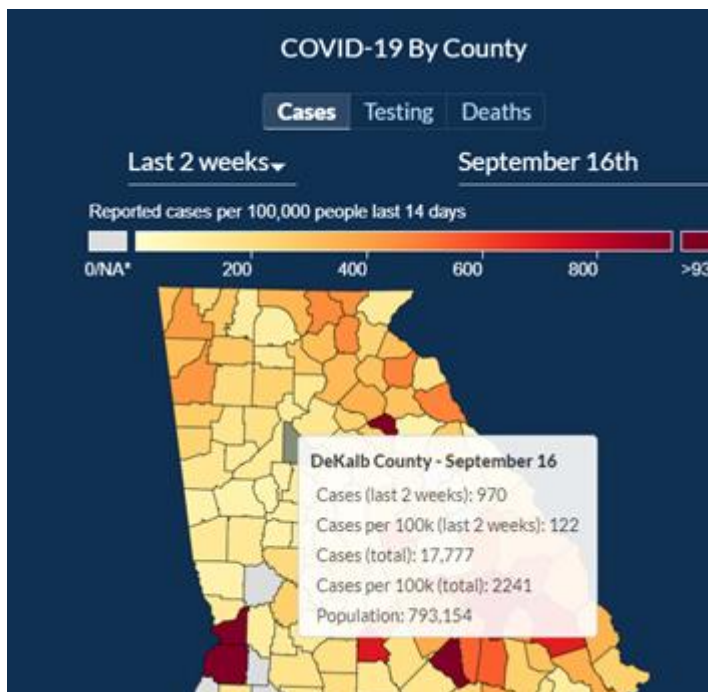 COVID-19 By County
Cases Testing Deaths
Last 2 weeks September 16th
Reported cases per 100,000 people last 14 days
0/NA* 200 400 600 800 >93
DeKalb County - September 16
Cases (last 2 weeks): 970
Cases per 100k (last 2 weeks): 122
Cases (total): 17,777
Cases per 100k (total): 2241
Population: 793,154